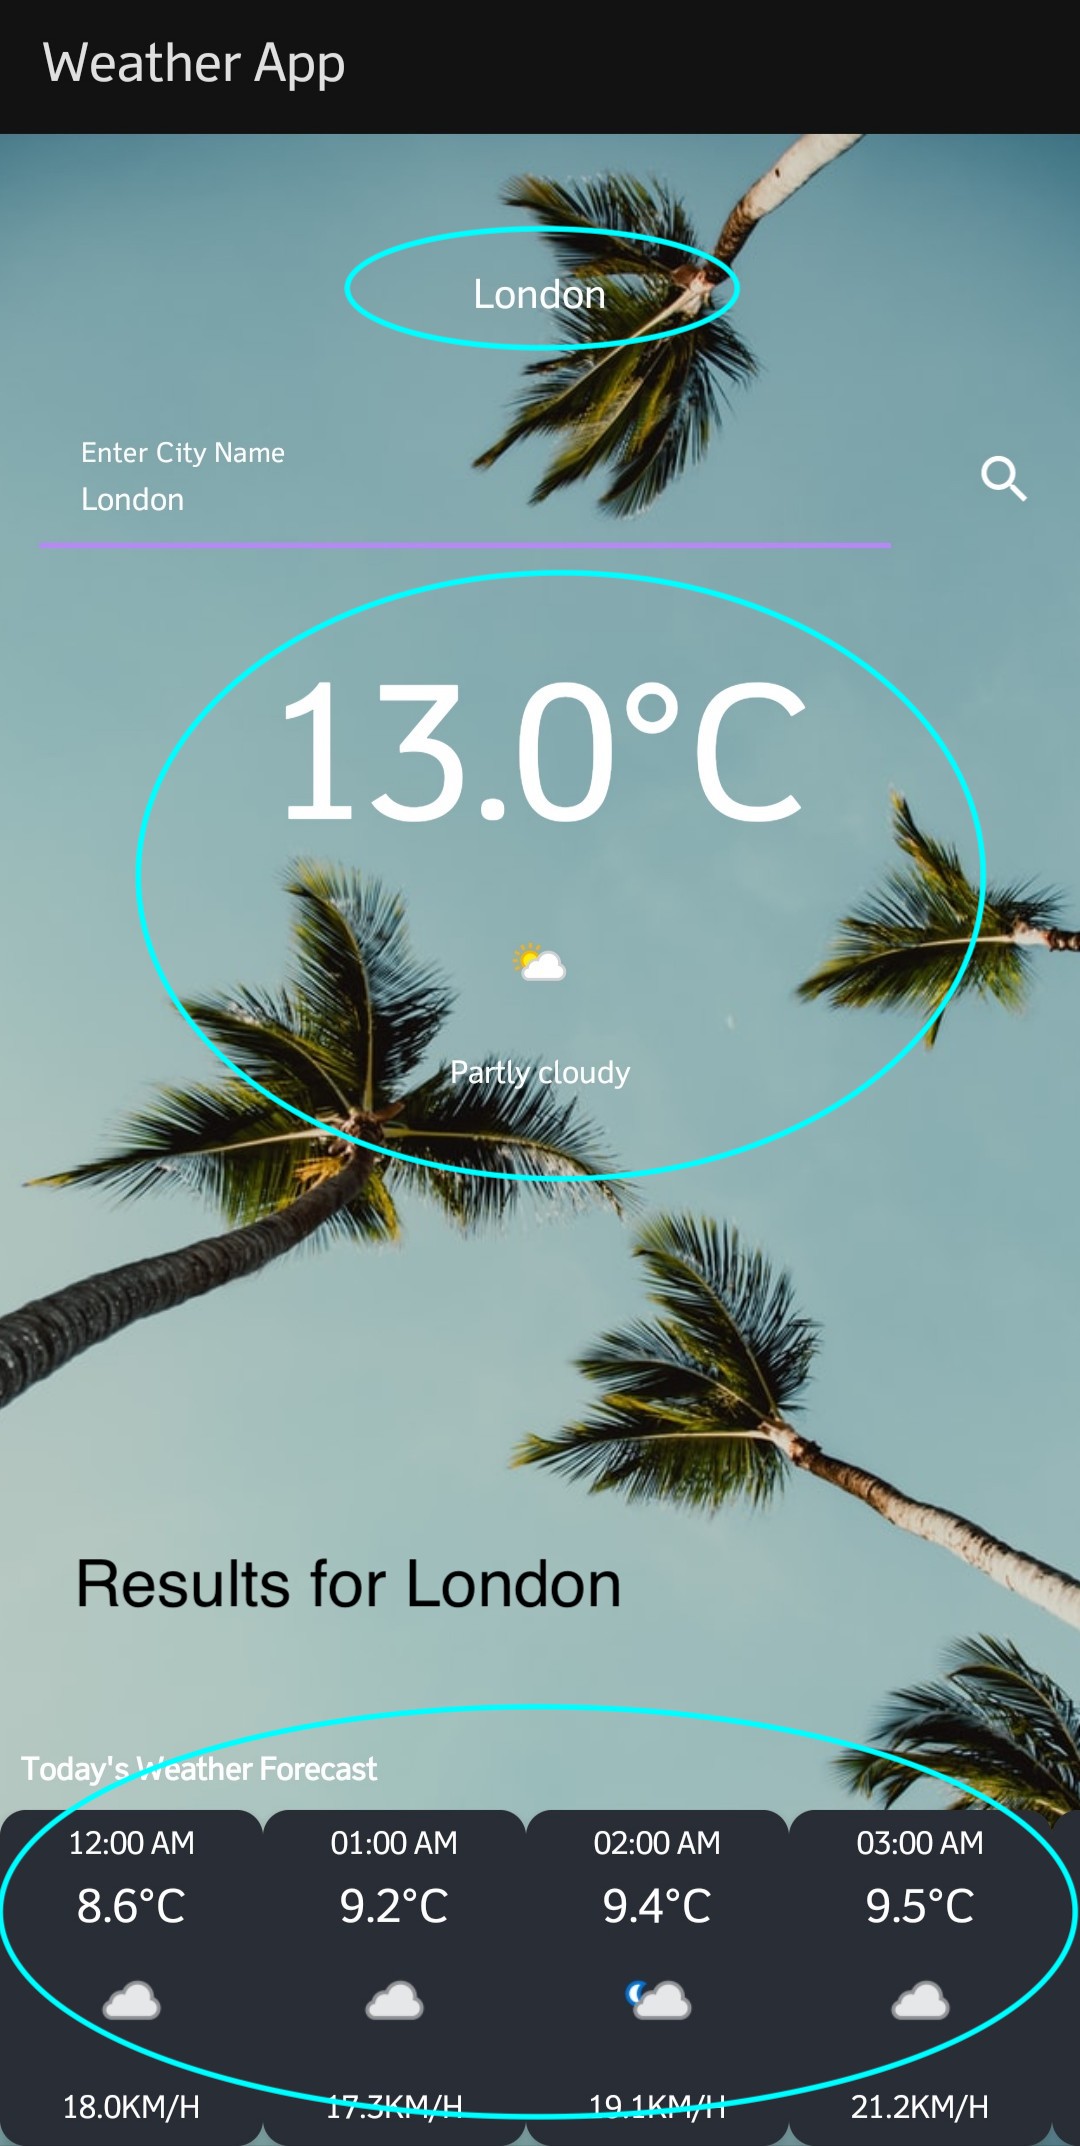 Weather App
London
Enter City Name
London
13.0°C
Partly cloudy
Results for London
Today's Weather Forecast
12:00 AM 01:00 AM 02:00 AM 03:00 AM
8.6°C 9.2°C 9.4°C 9.5°C
18.0KM/H 17.3KM/H 19.1KM/H 21.2KM/H